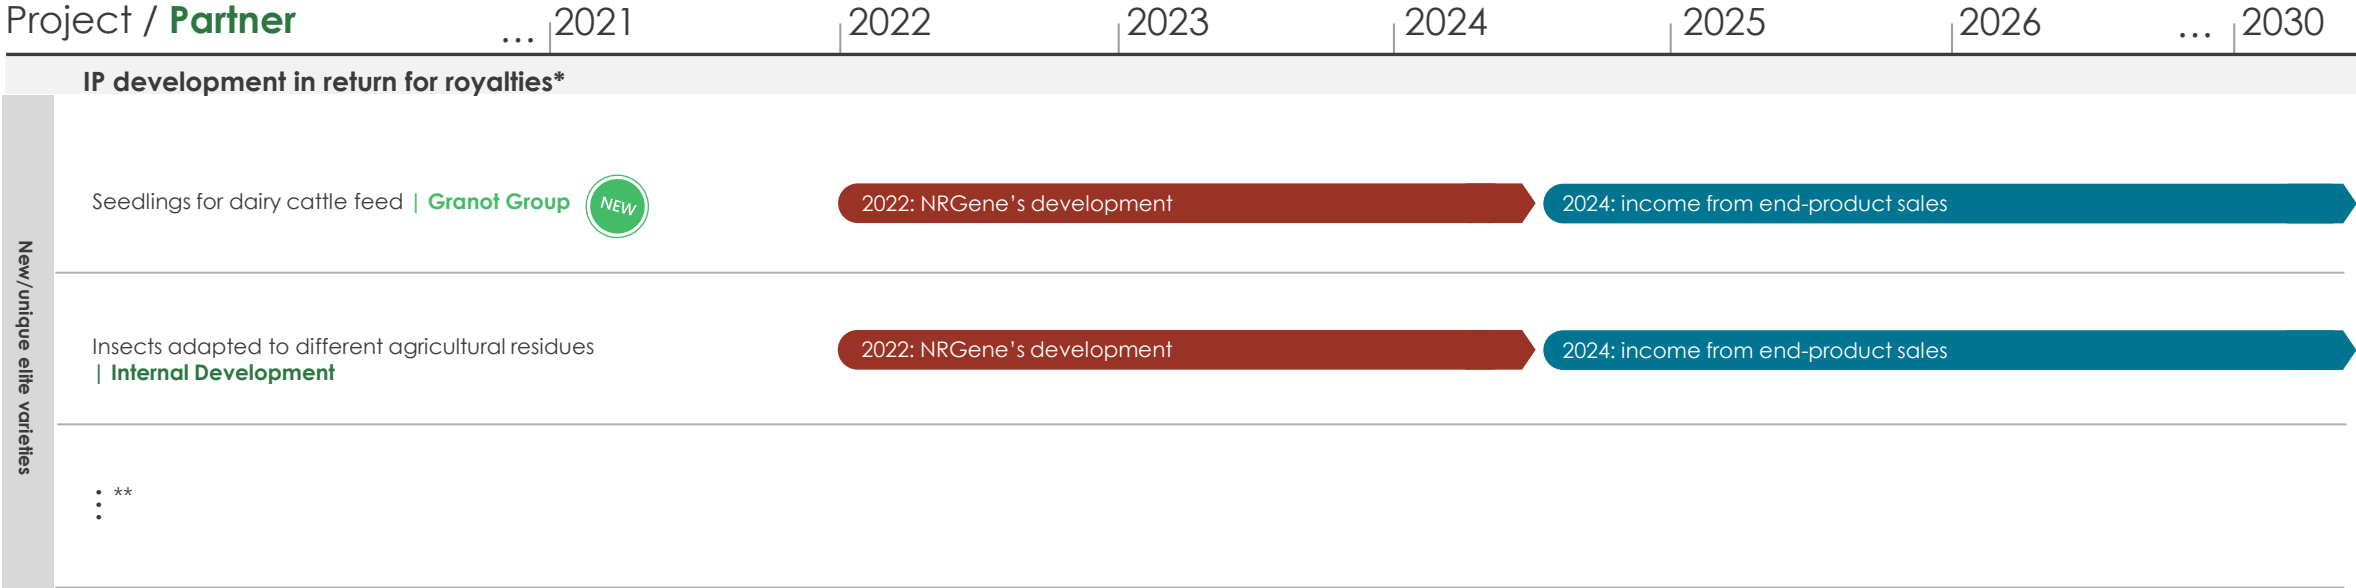 Project / Partner ... 2021 2022 2023 2024 2025 2026 ... 2030
IP development in return for royalties*
New/unique elite varieties
Seedlings for dairy cattle feed | Granot Group NEW 2022: NRGene’s development 2024: income from end-product sales
Insects adapted to different agricultural residues
| Internal Development
2022: NRGene’s development 2024: income from end-product sales
⋮ **